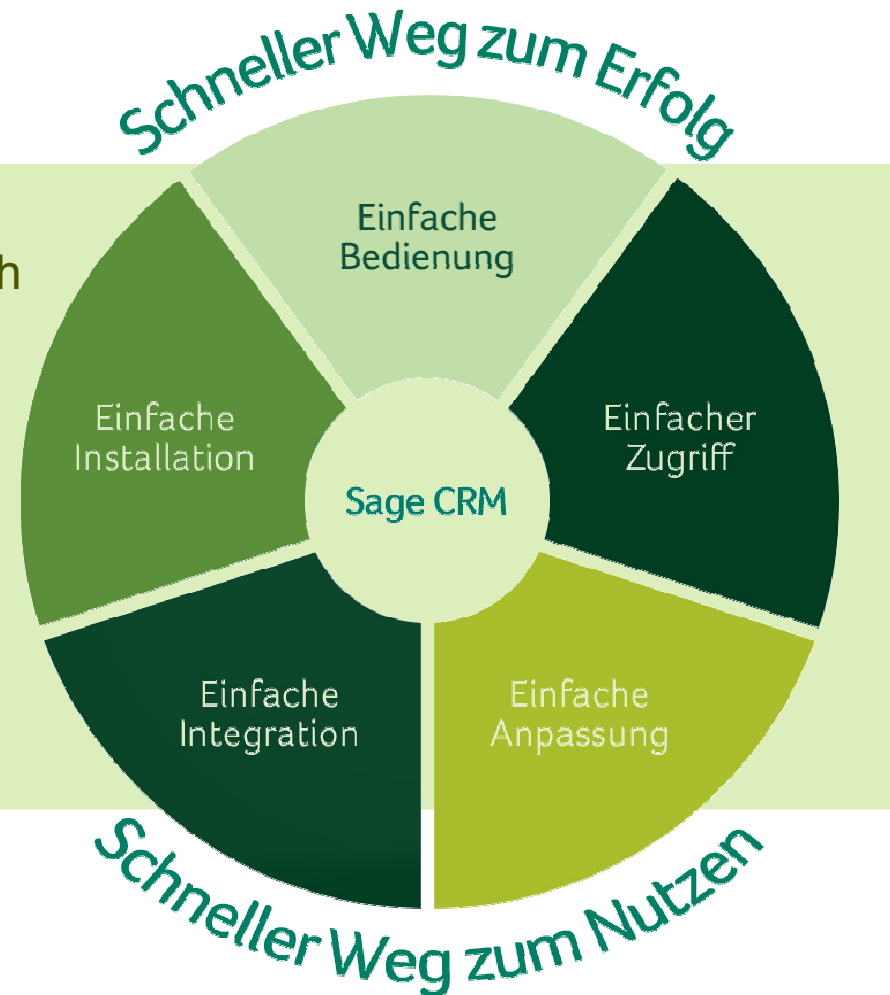 Schneller Weg zum Erfolg
Einfache
Bedienung
h
Einfache
Installation
Einfacher
Zugriff
Sage CRM
Einfache
Integration
Einfache
Anpassung
Schneller Weg zum Nutzen